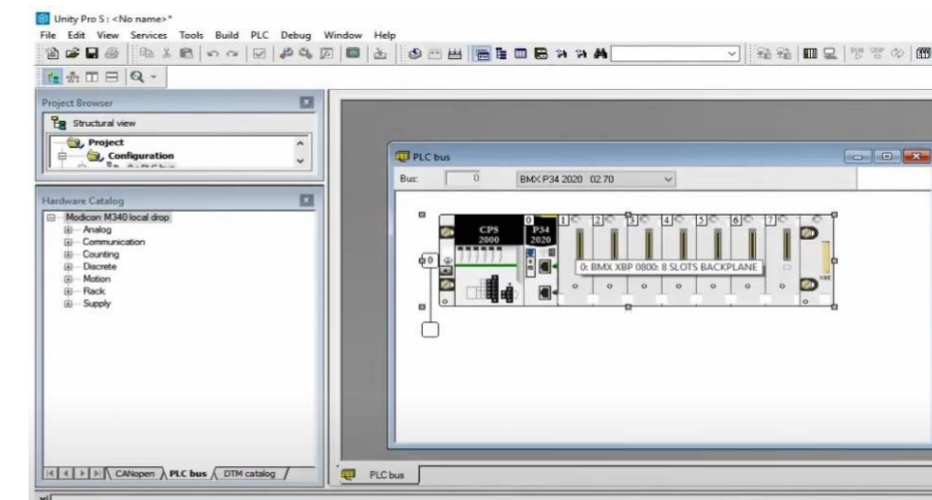 Unity Pro S : <No name>*
File Edit View Services Tools Build PLC Debug Window Help
Project Browser
Structural view
Project
Configuration
Hardware Catalog
Modicon M340 local drop
Analog
Communication
Counting
Discrete
Motion
Rack
Supply
CANopen PLC bus DTM catalog
PLC bus
Bus: 0 BMX P34 2020 02.70
CPS 2000
0 P34 2020
1 2 3 4 5 6 7
0
0: BMX XBP 0800: 8 SLOTS BACKPLANE
XBE
PLC bus